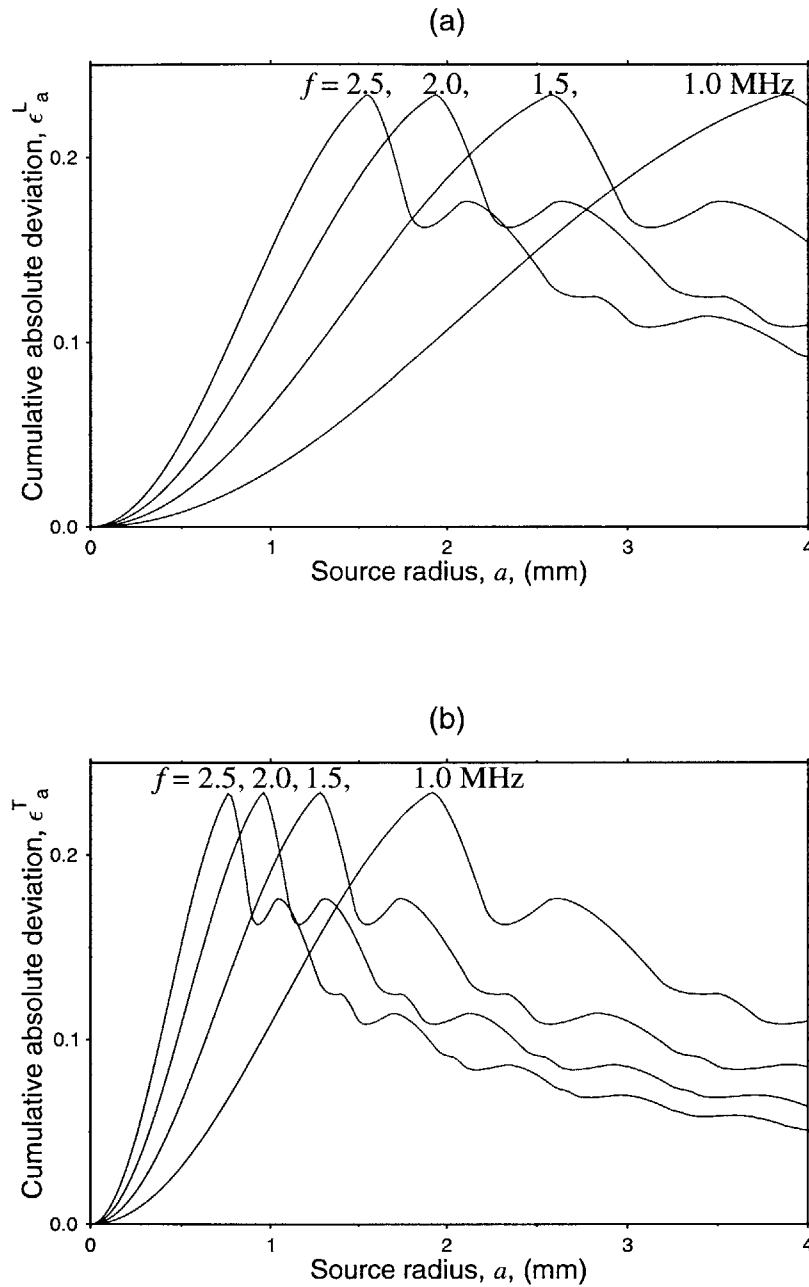 (a)
f = 2.5, 2.0, 1.5, 1.0 MHz
Cumulative absolute deviation, ϵ_a^L
0.2
0.1
0.0
0 1 2 3 4
Source radius, a, (mm)
(b)
f = 2.5, 2.0, 1.5, 1.0 MHz
Cumulative absolute deviation, ϵ_a^T
0.2
0.1
0.0
0 1 2 3 4
Source radius, a, (mm)